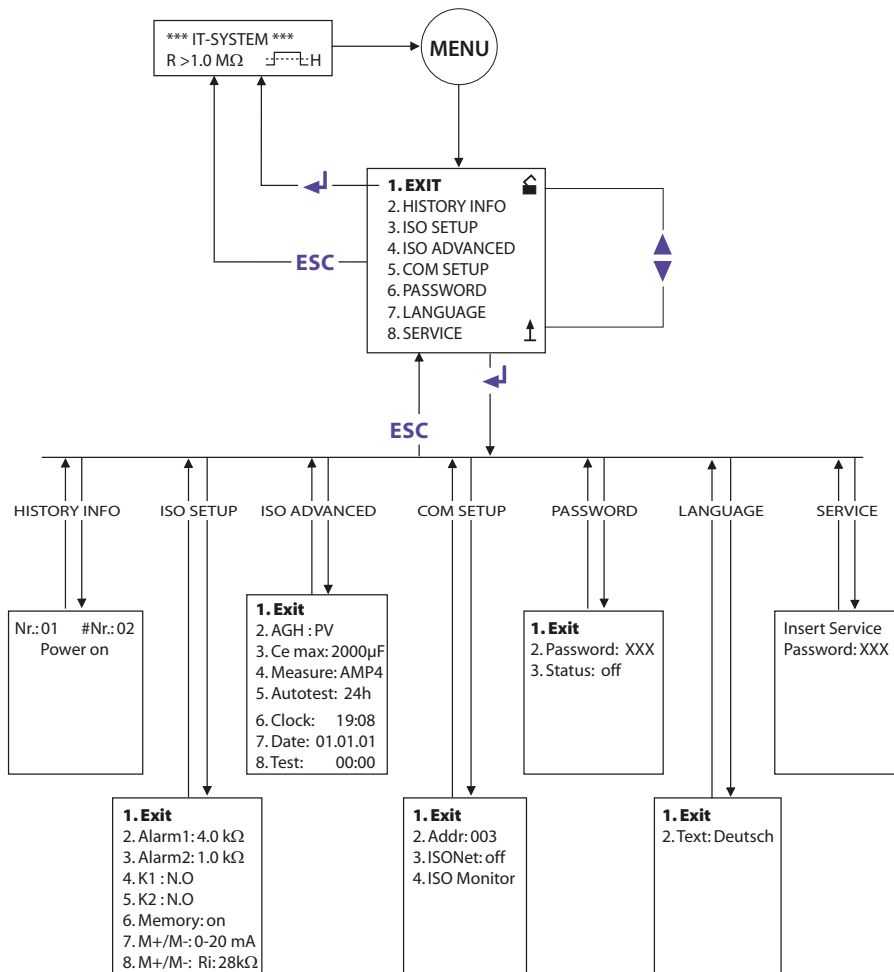 *** IT-SYSTEM ***
R >1.0 MΩ H
MENU
1. EXIT
2. HISTORY INFO
3. ISO SETUP
4. ISO ADVANCED
5. COM SETUP
6. PASSWORD
7. LANGUAGE
8. SERVICE
ESC
ESC
HISTORY INFO ISO SETUP ISO ADVANCED COM SETUP PASSWORD LANGUAGE SERVICE
Nr.: 01 #Nr.: 02
Power on
1. Exit
2. AGH : PV
3. Ce max: 2000µF
4. Measure: AMP4
5. Autotest: 24h
6. Clock: 19:08
7. Date: 01.01.01
8. Test: 00:00
1. Exit
2. Password: XXX
3. Status: off
Insert Service
Password: XXX
1. Exit
2. Alarm1: 4.0 kΩ
3. Alarm2: 1.0 kΩ
4. K1 : N.O
5. K2 : N.O
6. Memory: on
7. M+/M-: 0-20 mA
8. M+/M-: Ri: 28kΩ
1. Exit
2. Addr: 003
3. ISONet: off
4. ISO Monitor
1. Exit
2. Text: Deutsch